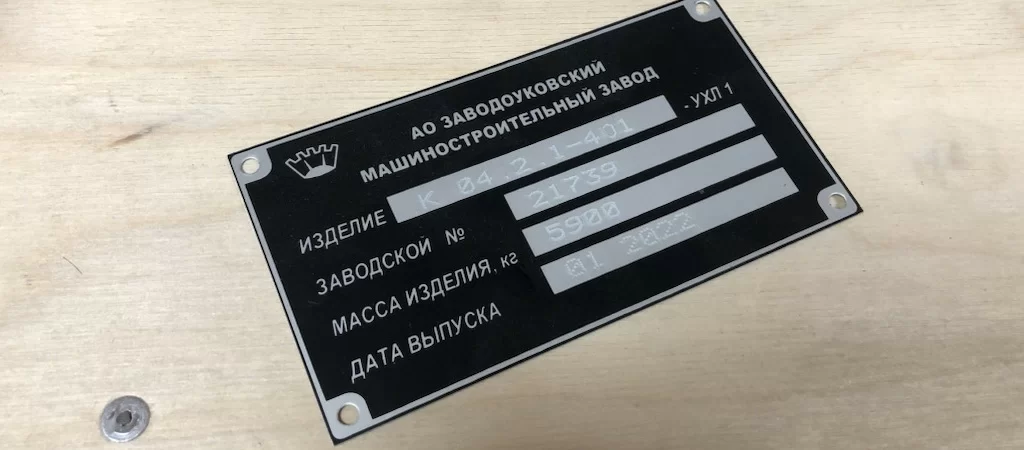 АО ЗАВОДОУКОВСКИЙ
МАШИНОСТРОИТЕЛЬНЫЙ ЗАВОД
ИЗДЕЛИЕ К 04.2.1-401 - УХЛ 1
ЗАВОДСКОЙ № 21739
МАССА ИЗДЕЛИЯ, кг 5900
ДАТА ВЫПУСКА 01 2022